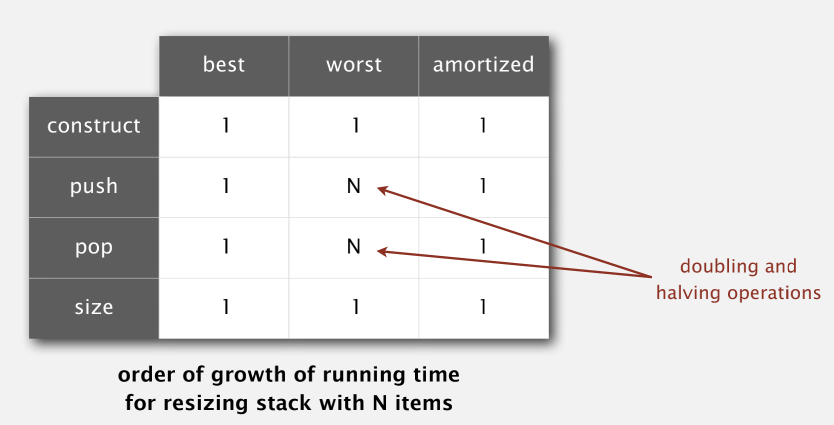 best worst amortized
construct 1 1 1
push 1 N 1
pop 1 N 1
size 1 1 1
doubling and
halving operations
order of growth of running time
for resizing stack with N items